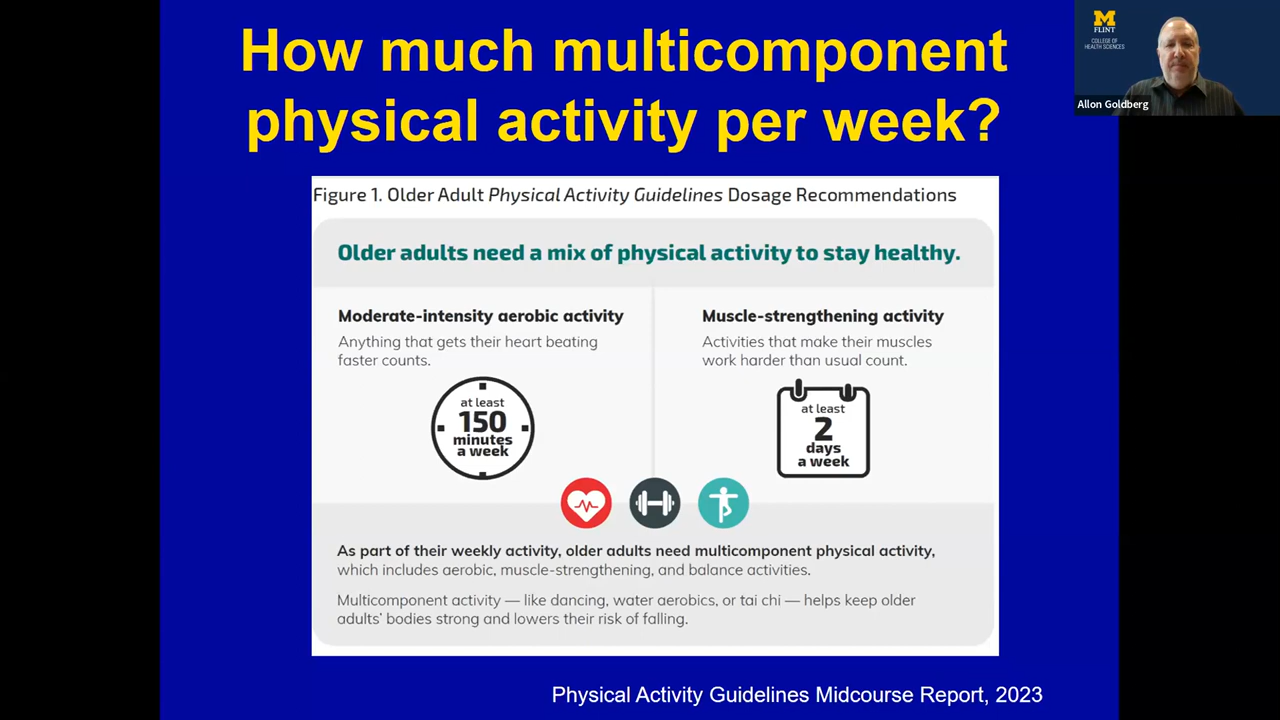 How much multicomponent
physical activity per week?
M
FLINT
COLLEGE OF
HEALTH SCIENCES
Allon Goldberg
Figure 1. Older Adult Physical Activity Guidelines Dosage Recommendations
Older adults need a mix of physical activity to stay healthy.
Moderate-intensity aerobic activity
Anything that gets their heart beating
faster counts.
at least
150
minutes
a week
Muscle-strengthening activity
Activities that make their muscles
work harder than usual count.
at least
2
days
a week
As part of their weekly activity, older adults need multicomponent physical activity,
which includes aerobic, muscle-strengthening, and balance activities.
Multicomponent activity — like dancing, water aerobics, or tai chi — helps keep older
adults’ bodies strong and lowers their risk of falling.
Physical Activity Guidelines Midcourse Report, 2023